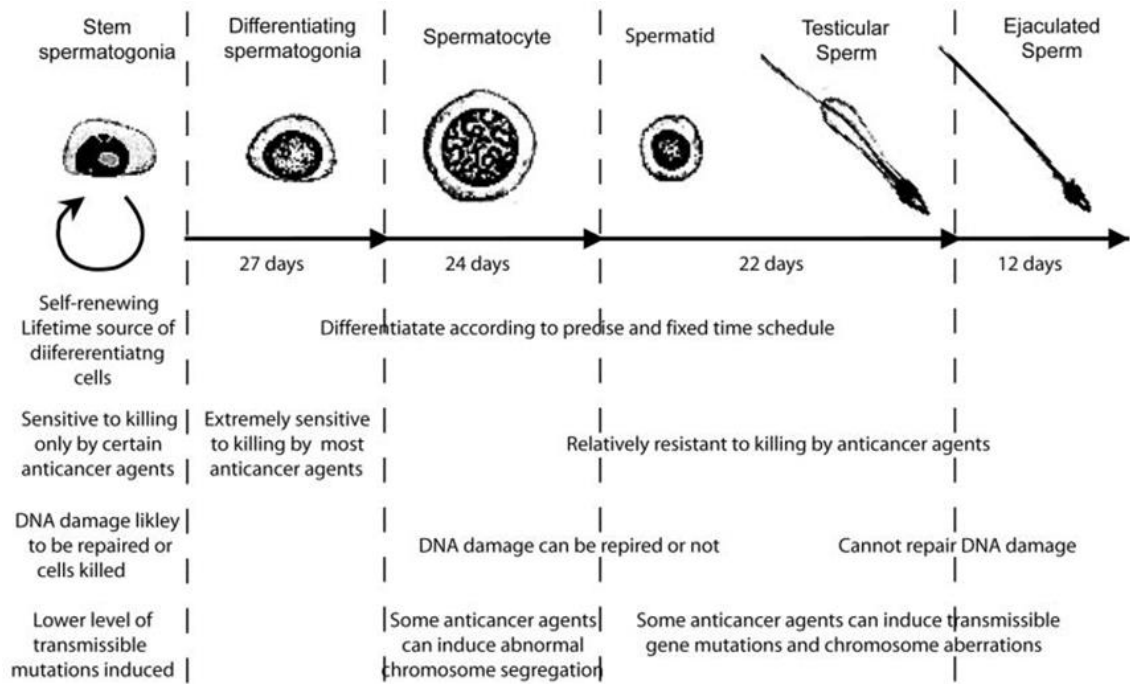 Stem
spermatogonia
Differentiating
spermatogonia
Spermatocyte
Spermatid
Testicular
Sperm
Ejaculated
Sperm
27 days
24 days
22 days
12 days
Self-renewing
Lifetime source of
diifererentiatng
cells
Differentiatate according to precise and fixed time schedule
Sensitive to killing
only by certain
anticancer agents
Extremely sensitive
to killing by most
anticancer agents
Relatively resistant to killing by anticancer agents
DNA damage likley
to be repaired or
cells killed
DNA damage can be repired or not
Cannot repair DNA damage
Lower level of
transmissible
mutations induced
Some anticancer agents
can induce abnormal
chromosome segregation
Some anticancer agents can induce transmissible
gene mutations and chromosome aberrations